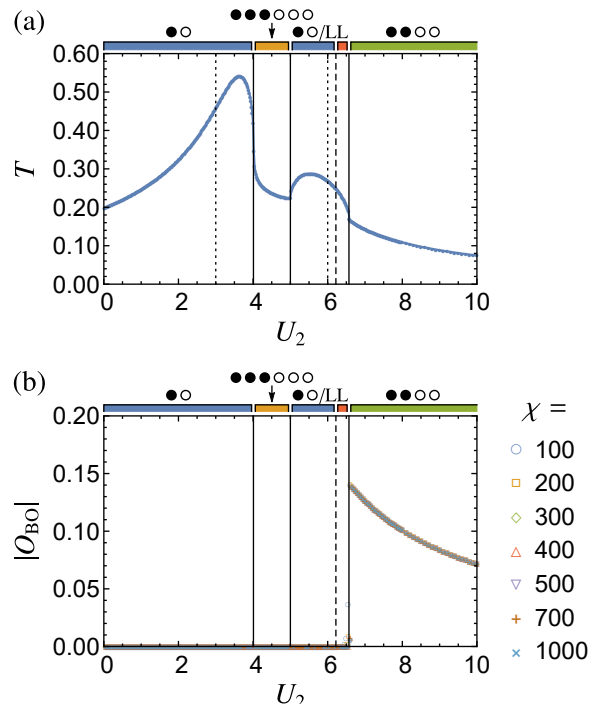 (a)
●●●○○○
●○ ●○/LL ●●○○
0.60
0.50
0.40
0.30
0.20
0.10
0.00
T
0 2 4 6 8 10
U2
(b)
●●●○○○
●○ ●○/LL ●●○○
0.20
0.15
0.10
0.05
0.00
|OBO|
0 2 4 6 8 10
U2
χ =
100
200
300
400
500
700
1000